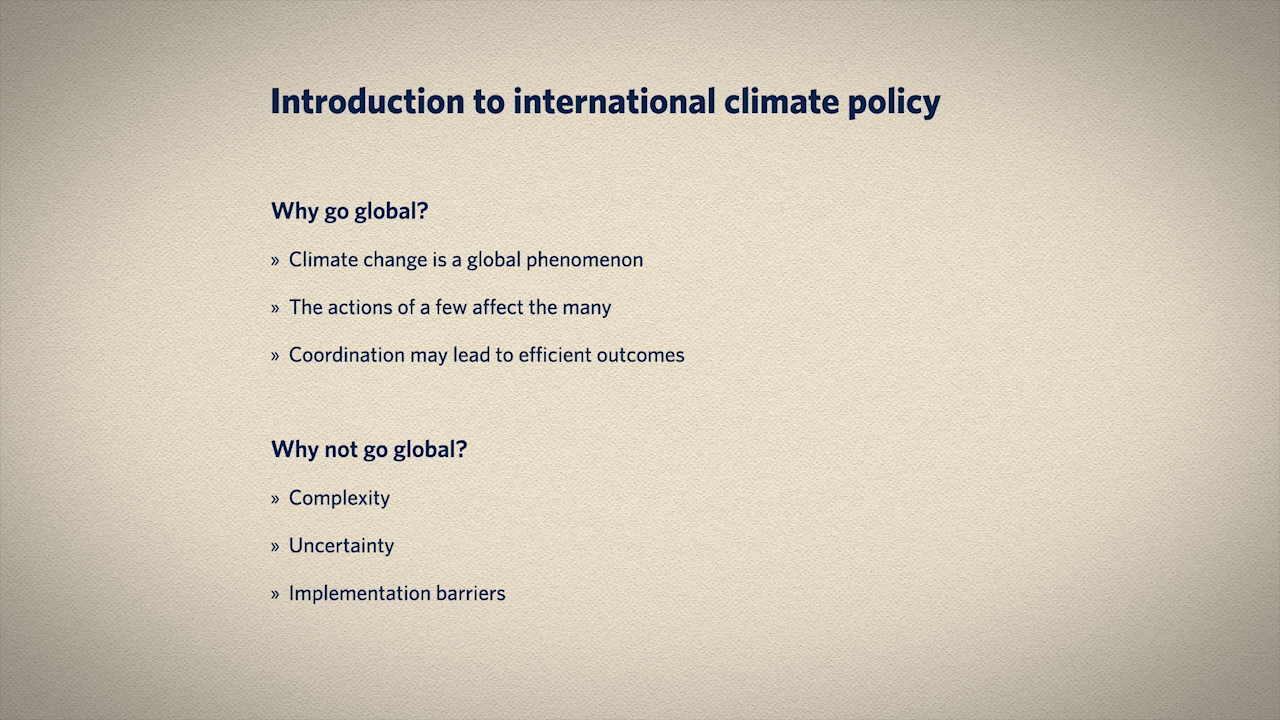 Introduction to international climate policy
Why go global?
» Climate change is a global phenomenon
» The actions of a few affect the many
» Coordination may lead to efficient outcomes
Why not go global?
» Complexity
» Uncertainty
» Implementation barriers